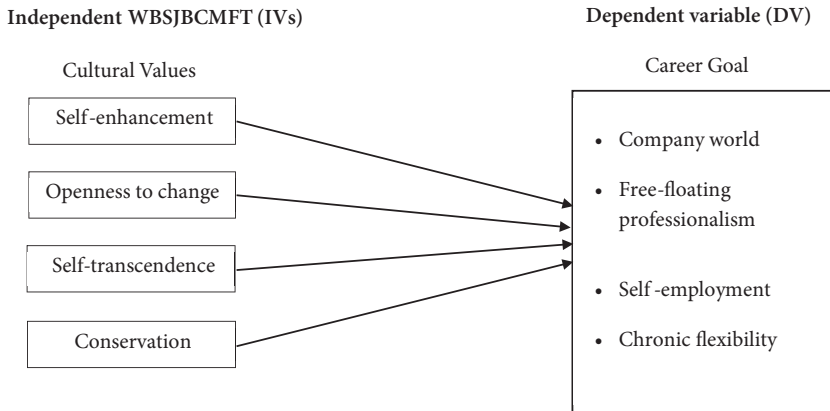 Independent WBSJBCMFT (IVs)
Dependent variable (DV)
Cultural Values
Career Goal
Self-enhancement
Openness to change
Self-transcendence
Conservation
• Company world
• Free-floating
professionalism
• Self-employment
• Chronic flexibility